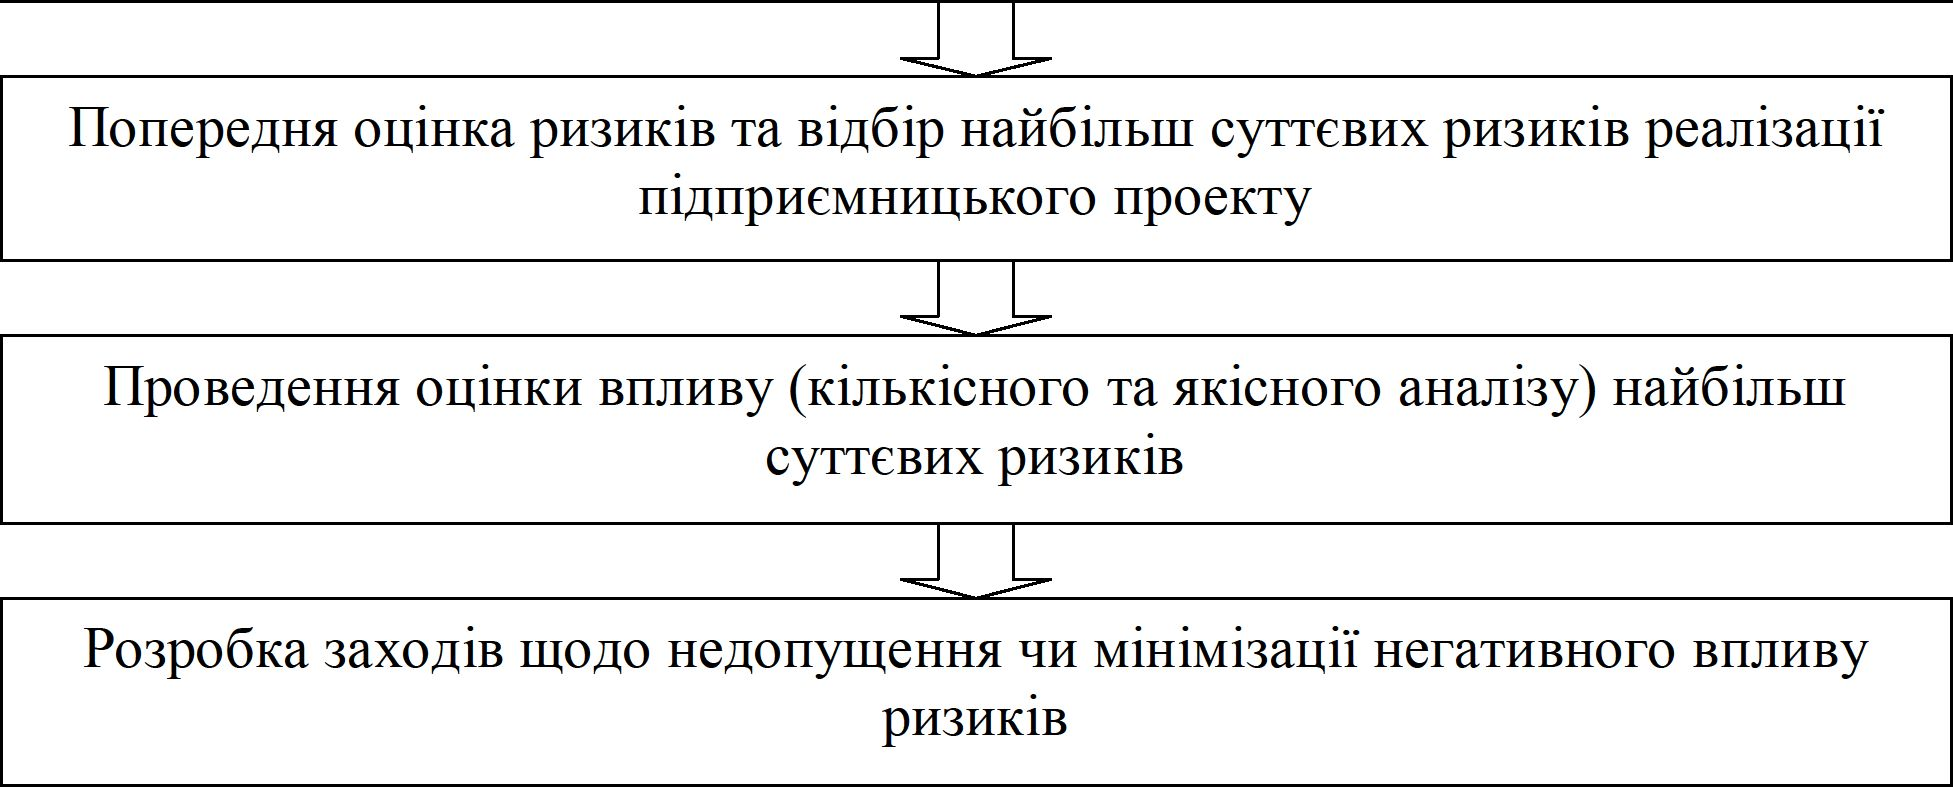 Попередня оцінка ризиків та відбір найбільш суттєвих ризиків реалізації
підприємницького проекту
Проведення оцінки впливу (кількісного та якісного аналізу) найбільш
суттєвих ризиків
Розробка заходів щодо недопущення чи мінімізації негативного впливу
ризиків